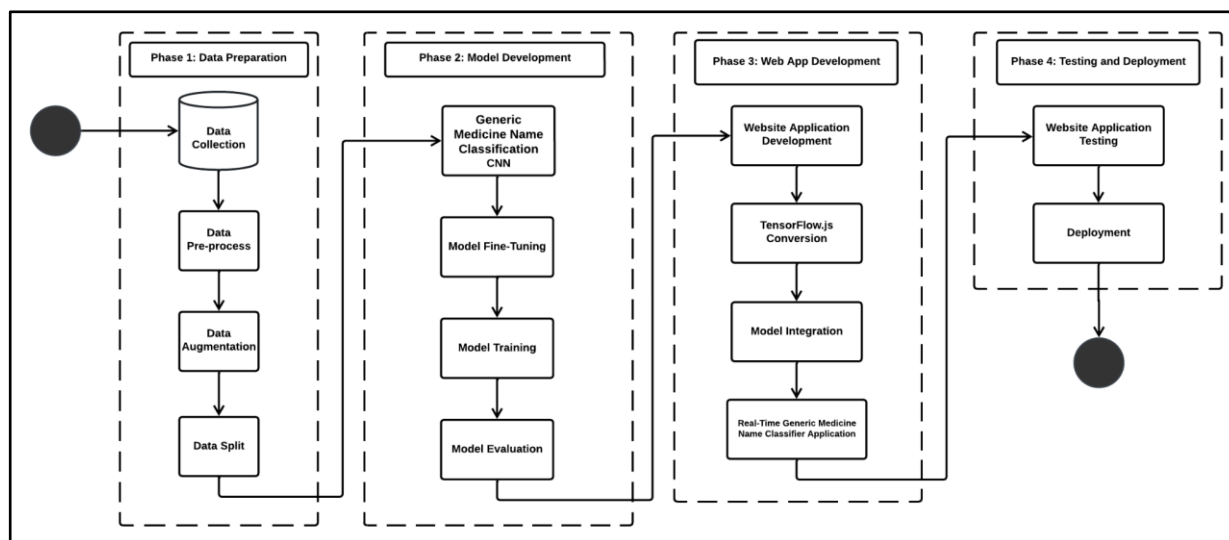 Phase 1: Data Preparation
Data
Collection
Data
Pre-process
Data
Augmentation
Data Split
Phase 2: Model Development
Generic
Medicine Name
Classification
CNN
Model Fine-Tuning
Model Training
Model Evaluation
Phase 3: Web App Development
Website Application
Development
TensorFlow.js
Conversion
Model Integration
Real-Time Generic Medicine
Name Classifier Application
Phase 4: Testing and Deployment
Website Application
Testing
Deployment